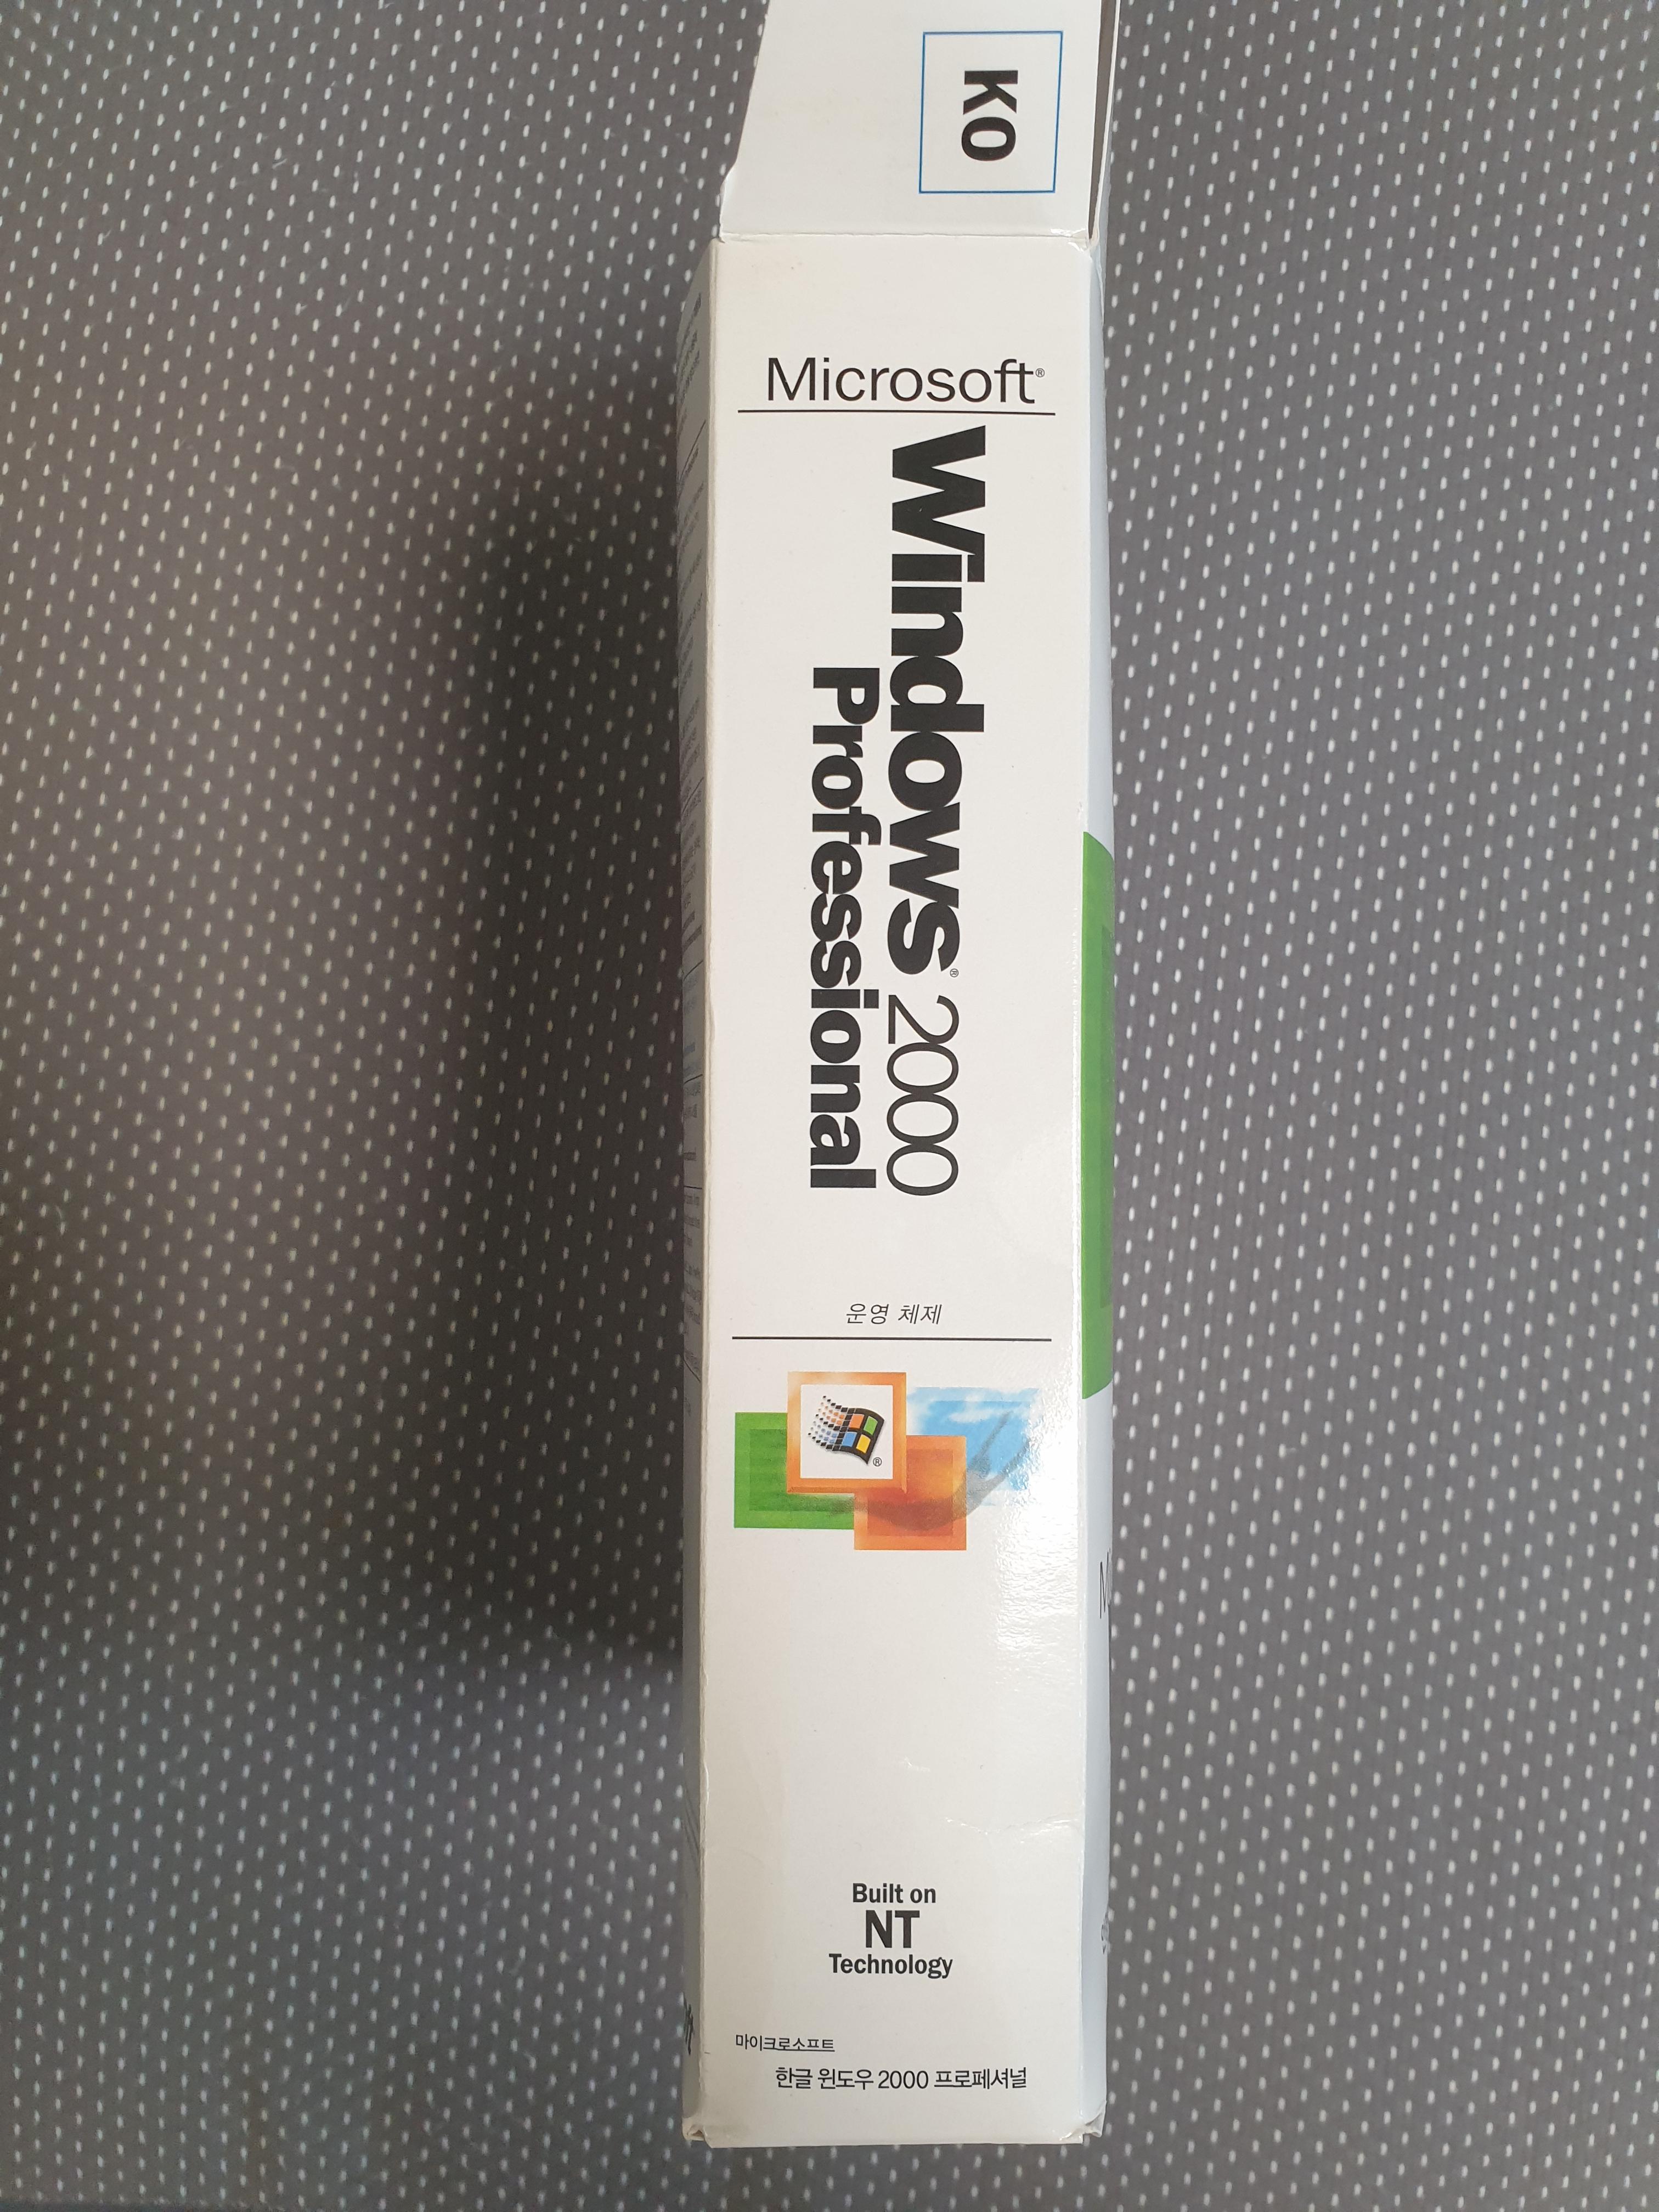 KO
Microsoft®
Windows® 2000
Professional
운영 체제
®
Built on
NT
Technology
마이크로소프트
한글 윈도우 2000 프로페셔널